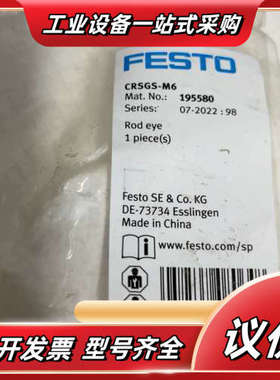 工业设备一站式购买
FESTO
CRSGS-M6
Mat. No.: 195580
Series: 07-2022 : 98
Rod eye
1 piece(s)
Festo SE & Co. KG
DE-73734 Esslingen
Made in China
www.festo.com/sp
开发票 型号齐全
议价